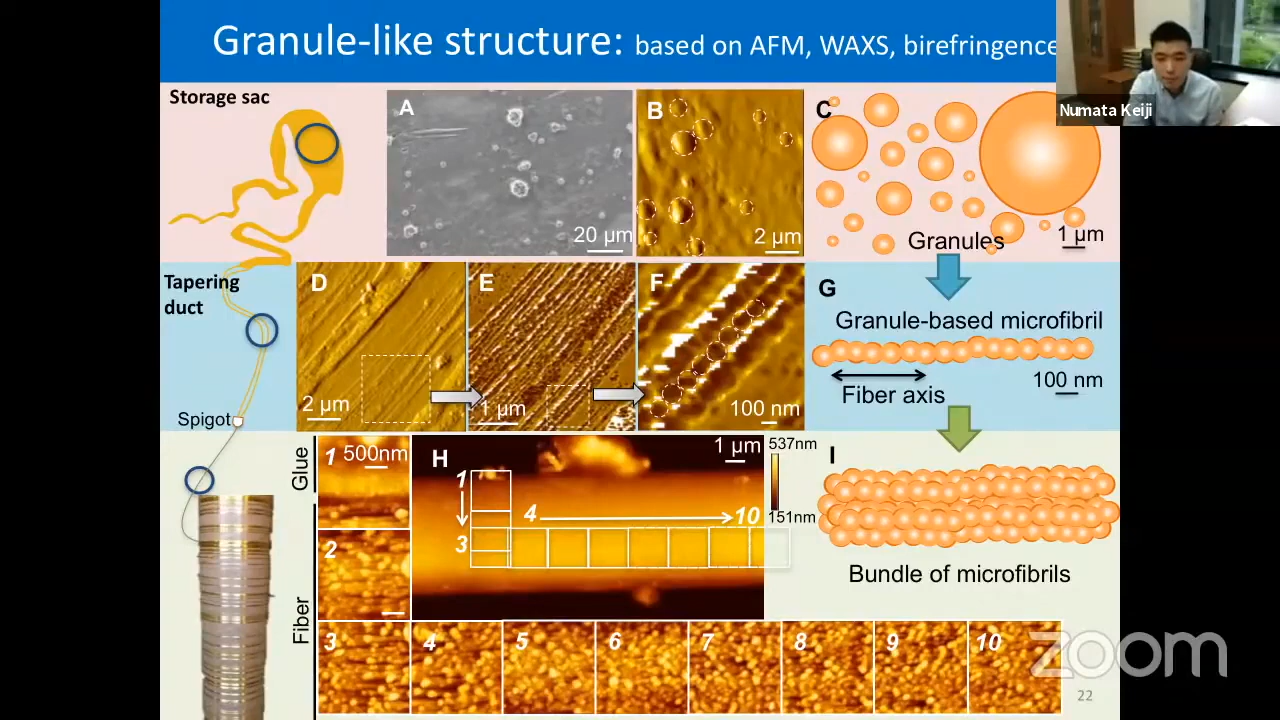 Granule-like structure: based on AFM, WAXS, birefringence
Numata Keiji
Storage sac
A
20 µm
B
2 µm
C
Granules
1 µm
Tapering
duct
Spigot
D
2 µm
E
1 µm
F
100 nm
G
Granule-based microfibril
Fiber axis
100 nm
Glue
Fiber
1
500nm
2
H
1 µm
537nm
151nm
1
3
4
10
I
Bundle of microfibrils
3
4
5
6
7
8
9
10
zoom
22